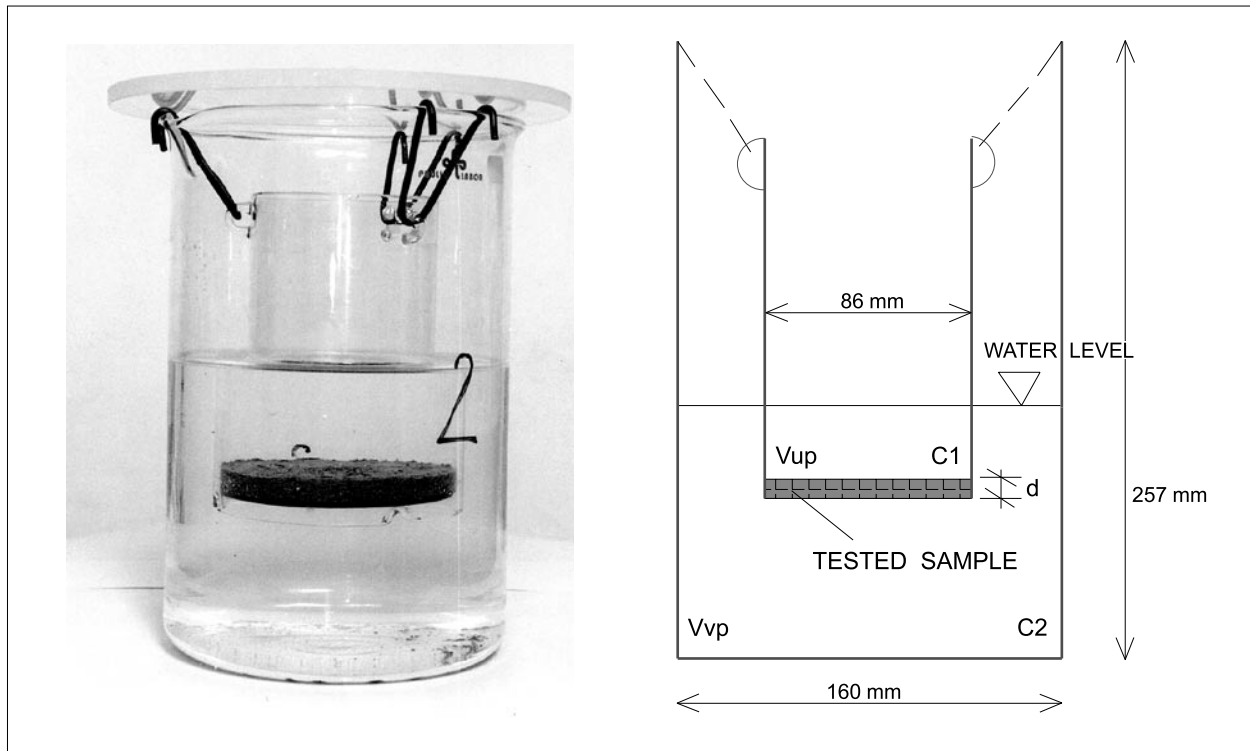 2
86 mm
WATER LEVEL
Vup
C1
d
257 mm
TESTED SAMPLE
Vvp
C2
160 mm